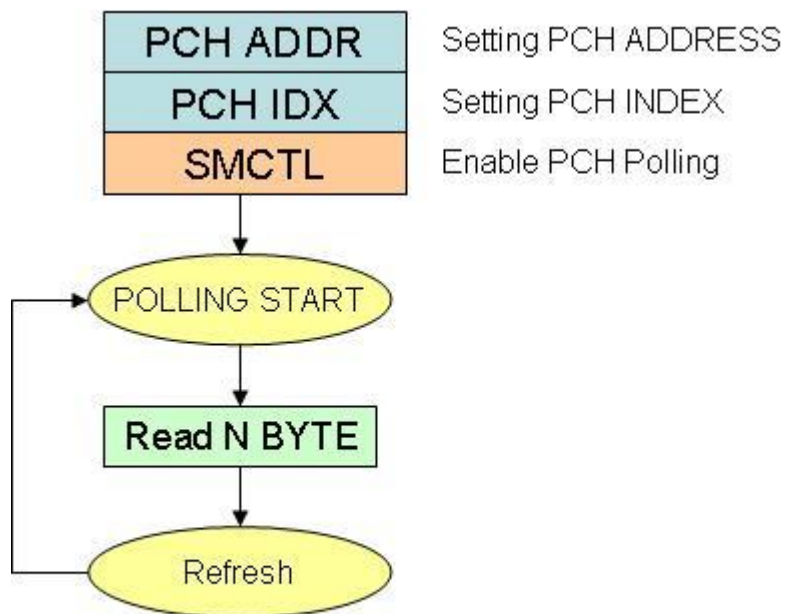 PCH ADDR Setting PCH ADDRESS
PCH IDX Setting PCH INDEX
SMCTL Enable PCH Polling
POLLING START
Read N BYTE
Refresh